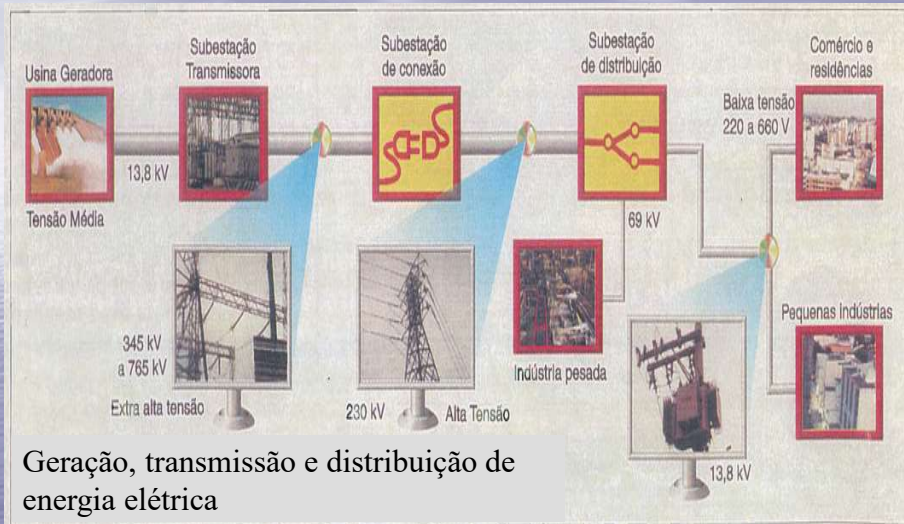 Usina Geradora
13,8 kV
Tensão Média
Subestação
Transmissora
345 kV
a 765 kV
Extra alta tensão
Subestação
de conexão
230 kV
Alta Tensão
Subestação
de distribuição
69 kV
Indústria pesada
13,8 kV
Comércio e
residências
Baixa tensão
220 a 660 V
Pequenas indústrias
Geração, transmissão e distribuição de
energia elétrica